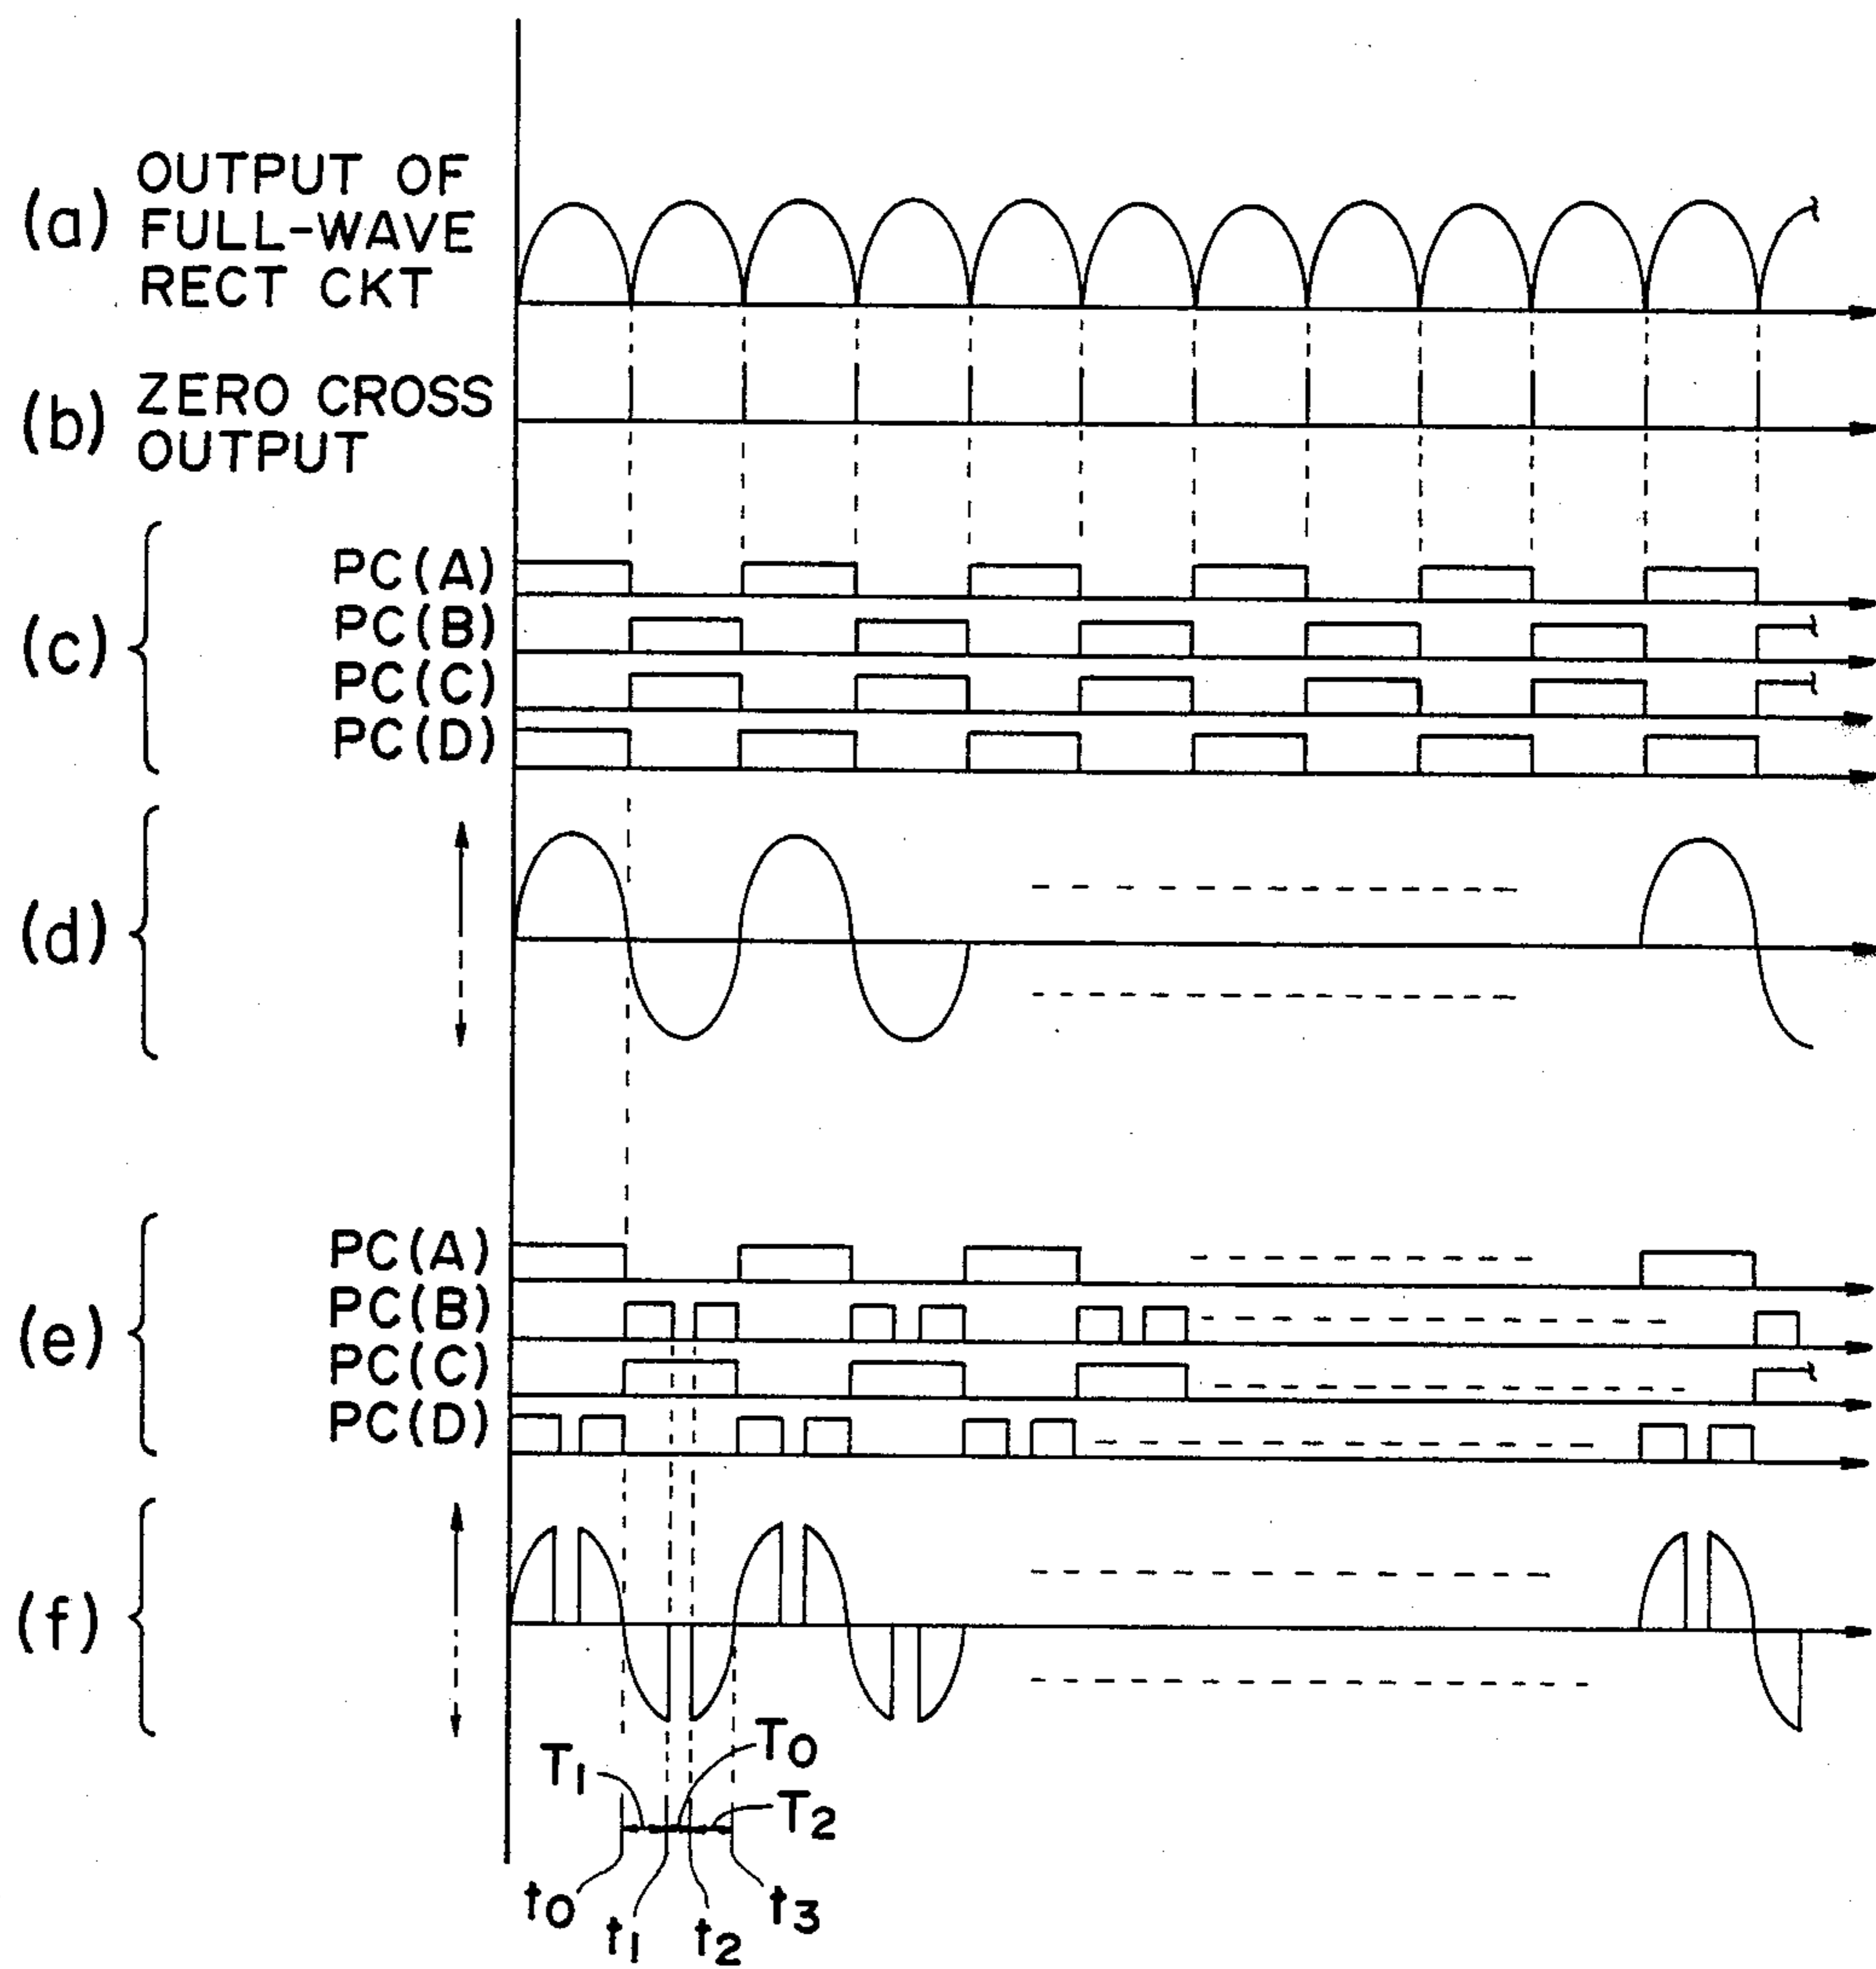 (a) OUTPUT OF
FULL-WAVE
RECT CKT
(b) ZERO CROSS
OUTPUT
(c)
PC(A)
PC(B)
PC(C)
PC(D)
(d)
(e)
PC(A)
PC(B)
PC(C)
PC(D)
(f)
T1
T0
T2
t0
t1
t2
t3